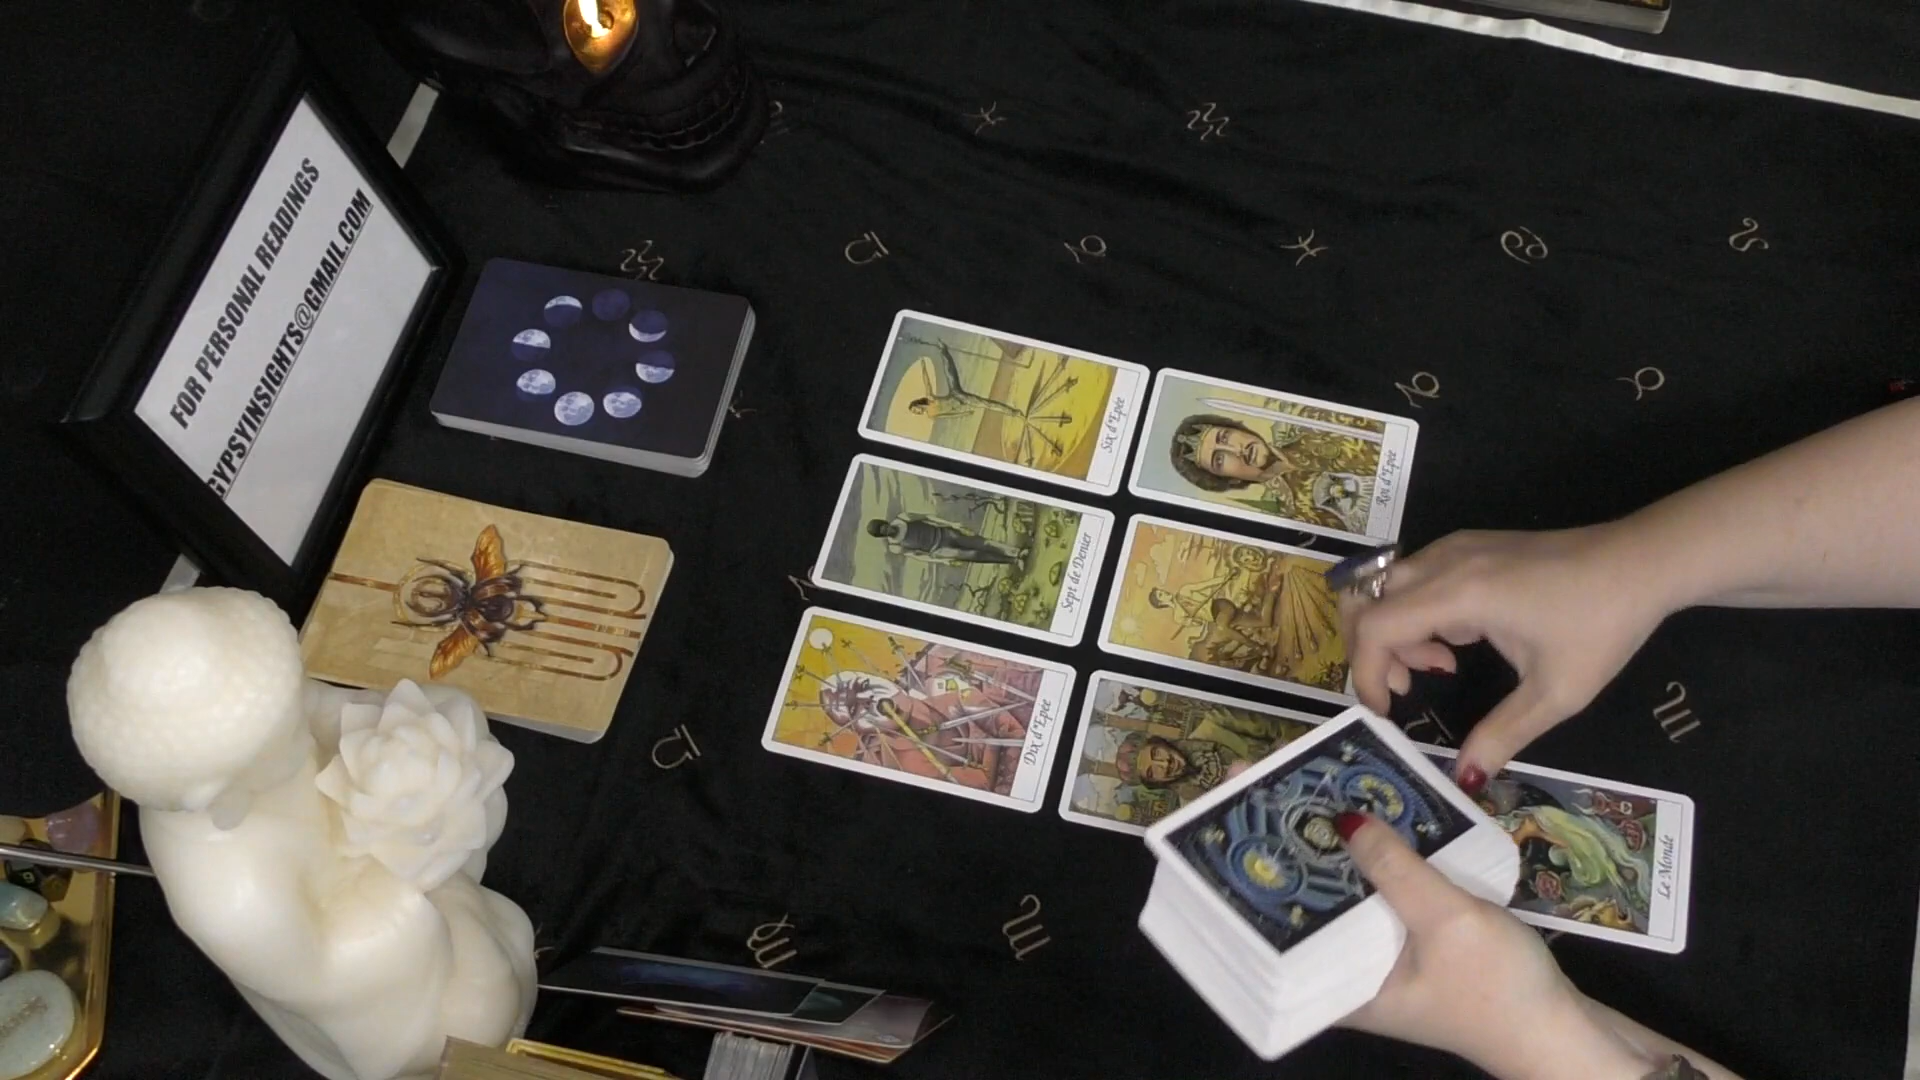 FOR PERSONAL READINGS
GYPSYINSIGHTS@GMAIL.COM
Six d'Epée
Roi d'Epée
Sept de Denier
Dix d'Epée
Le Monde